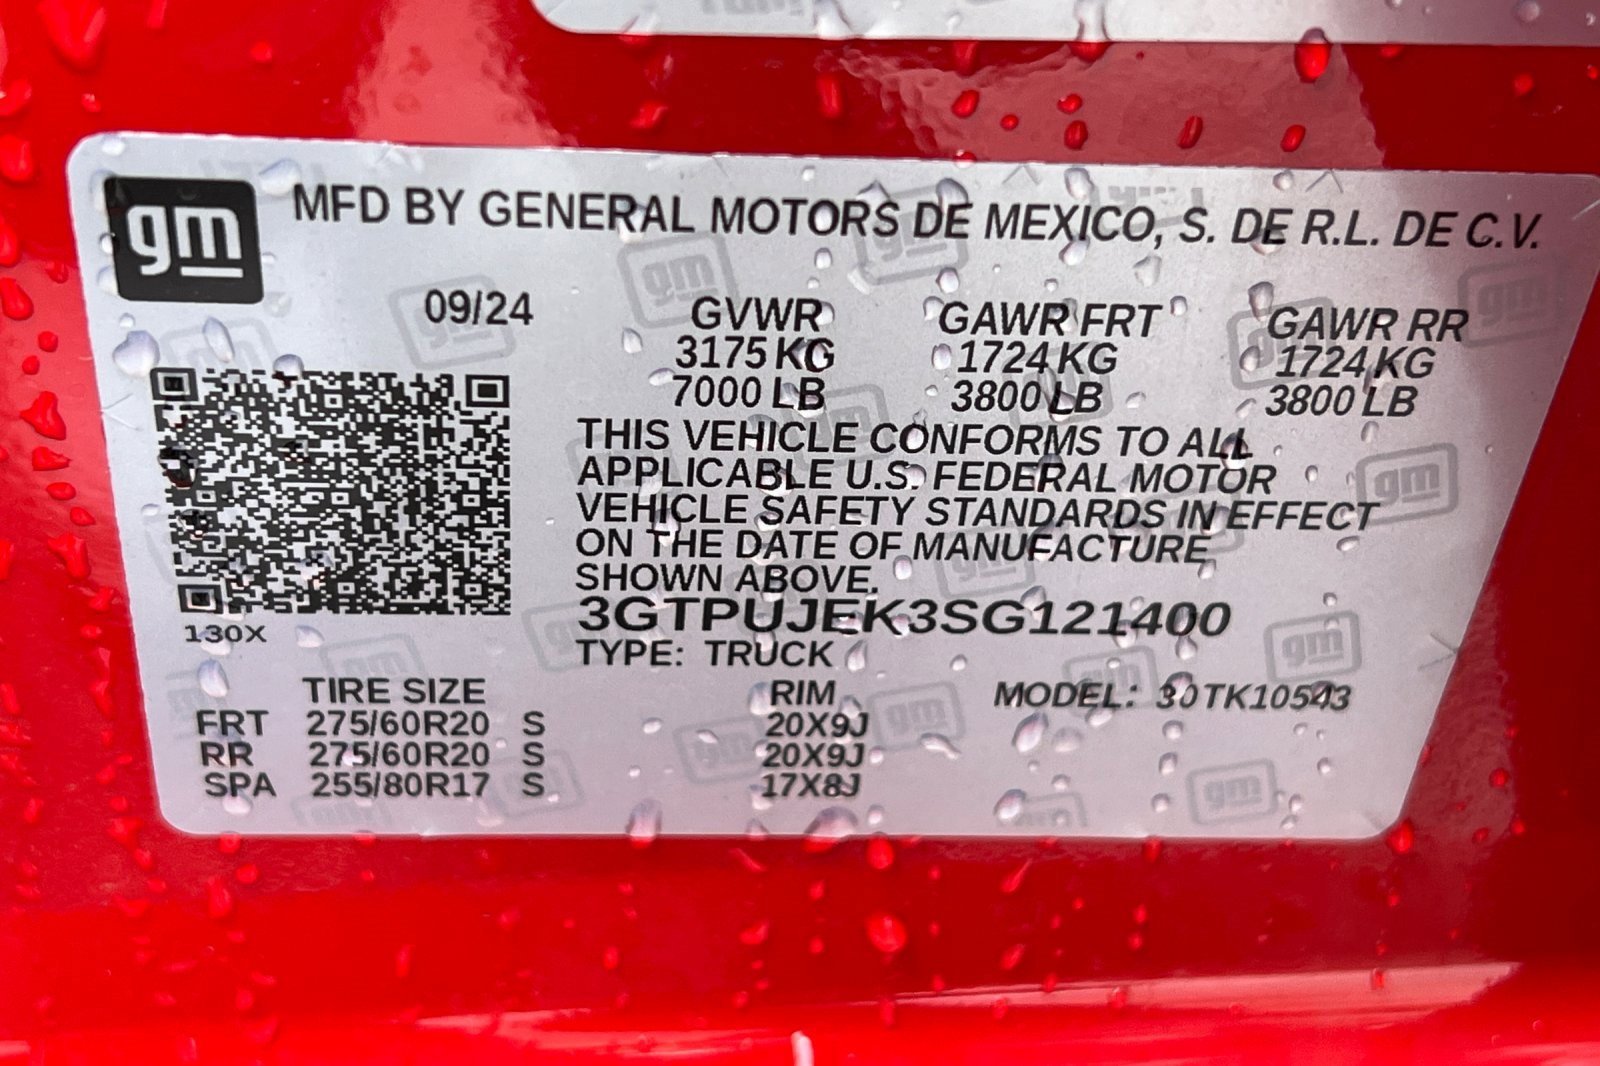 gm MFD BY GENERAL MOTORS DE MEXICO, S. DE R.L. DE C.V.
09/24 GVWR GAWR FRT GAWR RR
3175 KG 1724 KG 1724 KG
7000 LB 3800 LB 3800 LB
THIS VEHICLE CONFORMS TO ALL
APPLICABLE U.S. FEDERAL MOTOR
VEHICLE SAFETY STANDARDS IN EFFECT
ON THE DATE OF MANUFACTURE
SHOWN ABOVE.
3GTPUJEK3SG121400
130X
TYPE: TRUCK
TIRE SIZE RIM MODEL: 30TK10543
FRT 275/60R20 S 20X9J
RR 275/60R20 S 20X9J
SPA 255/80R17 S 17X8J